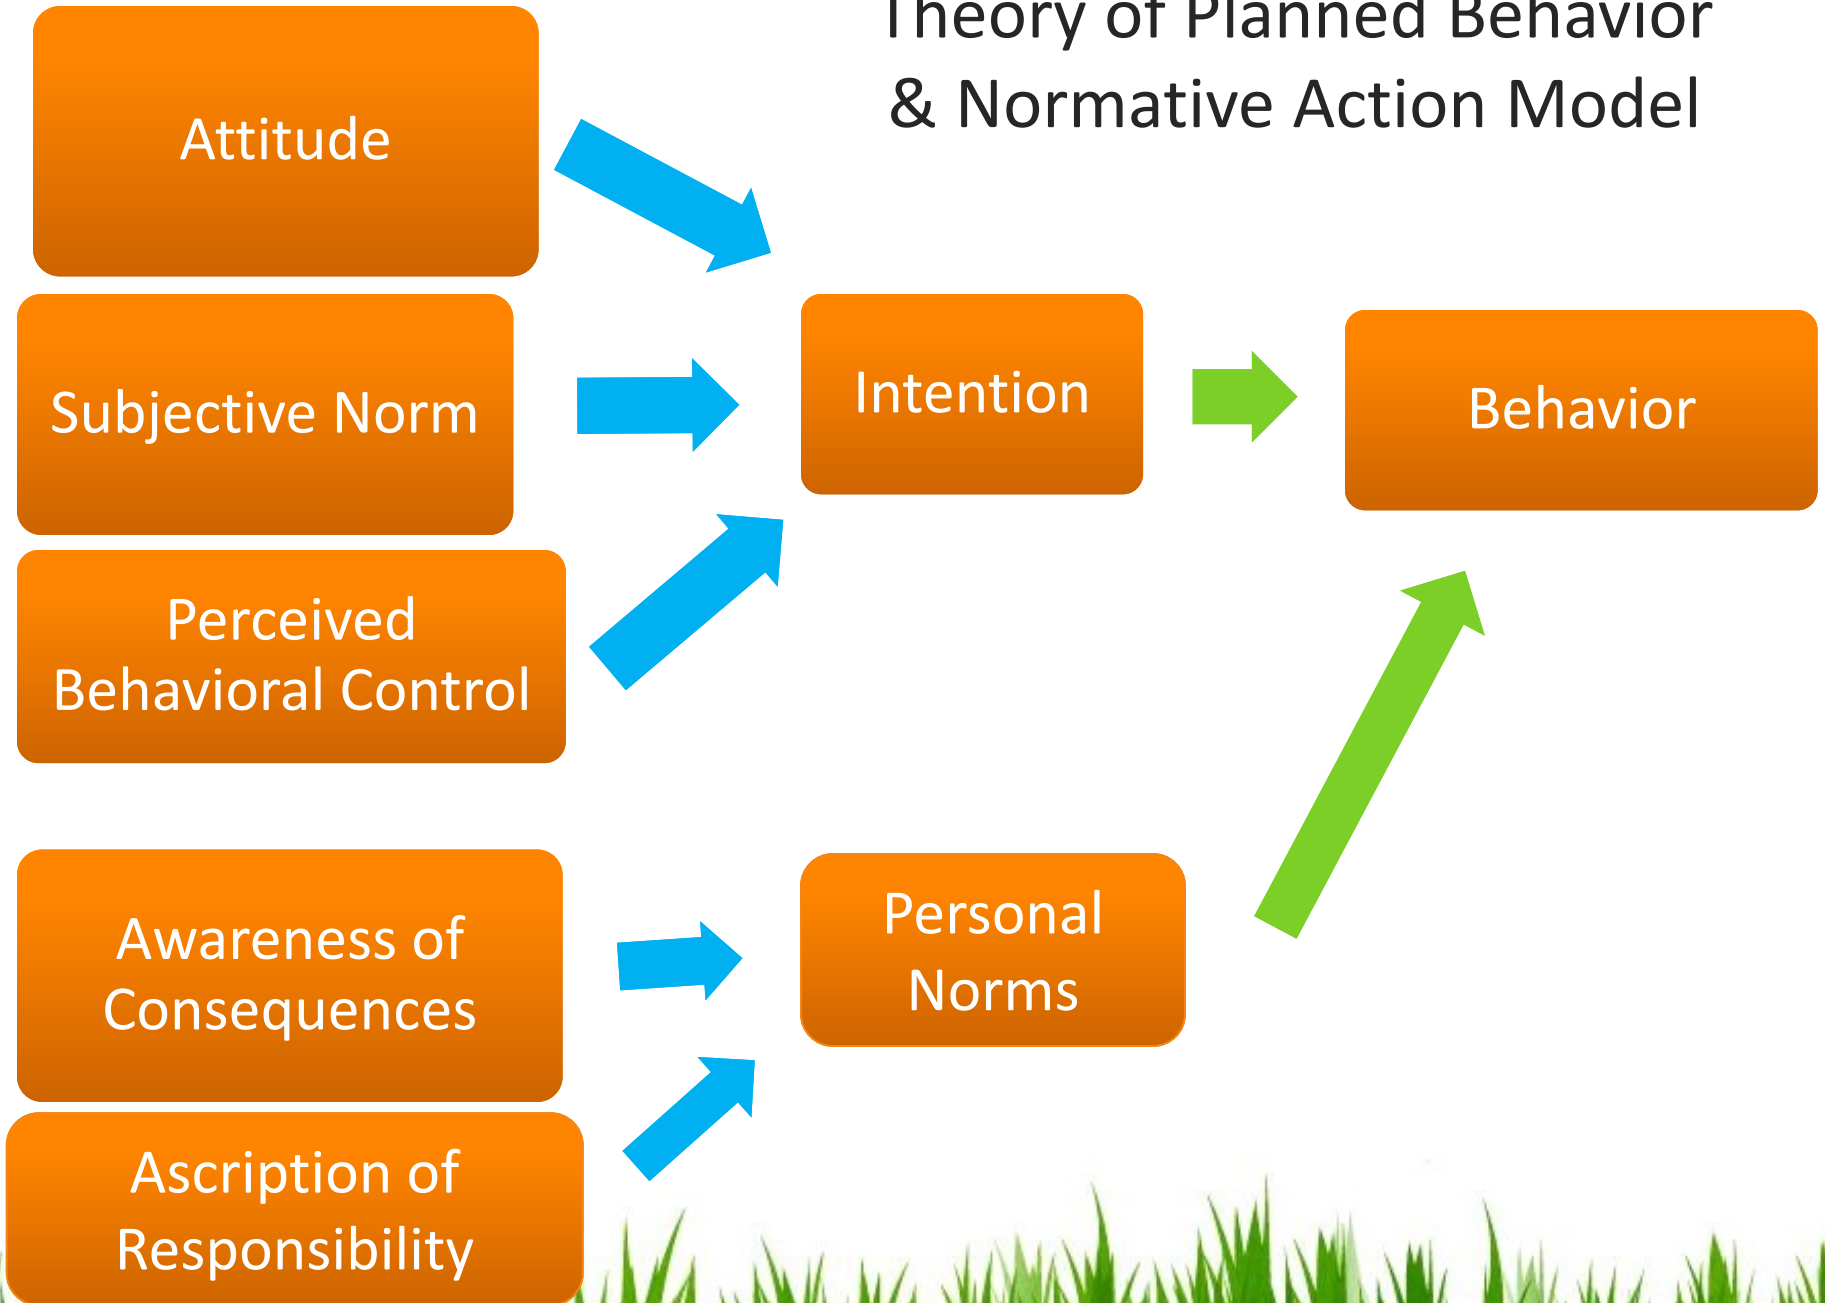 Theory of Planned Behavior
& Normative Action Model
Attitude
Subjective Norm
Intention
Behavior
Perceived
Behavioral Control
Awareness of
Consequences
Personal
Norms
Ascription of
Responsibility